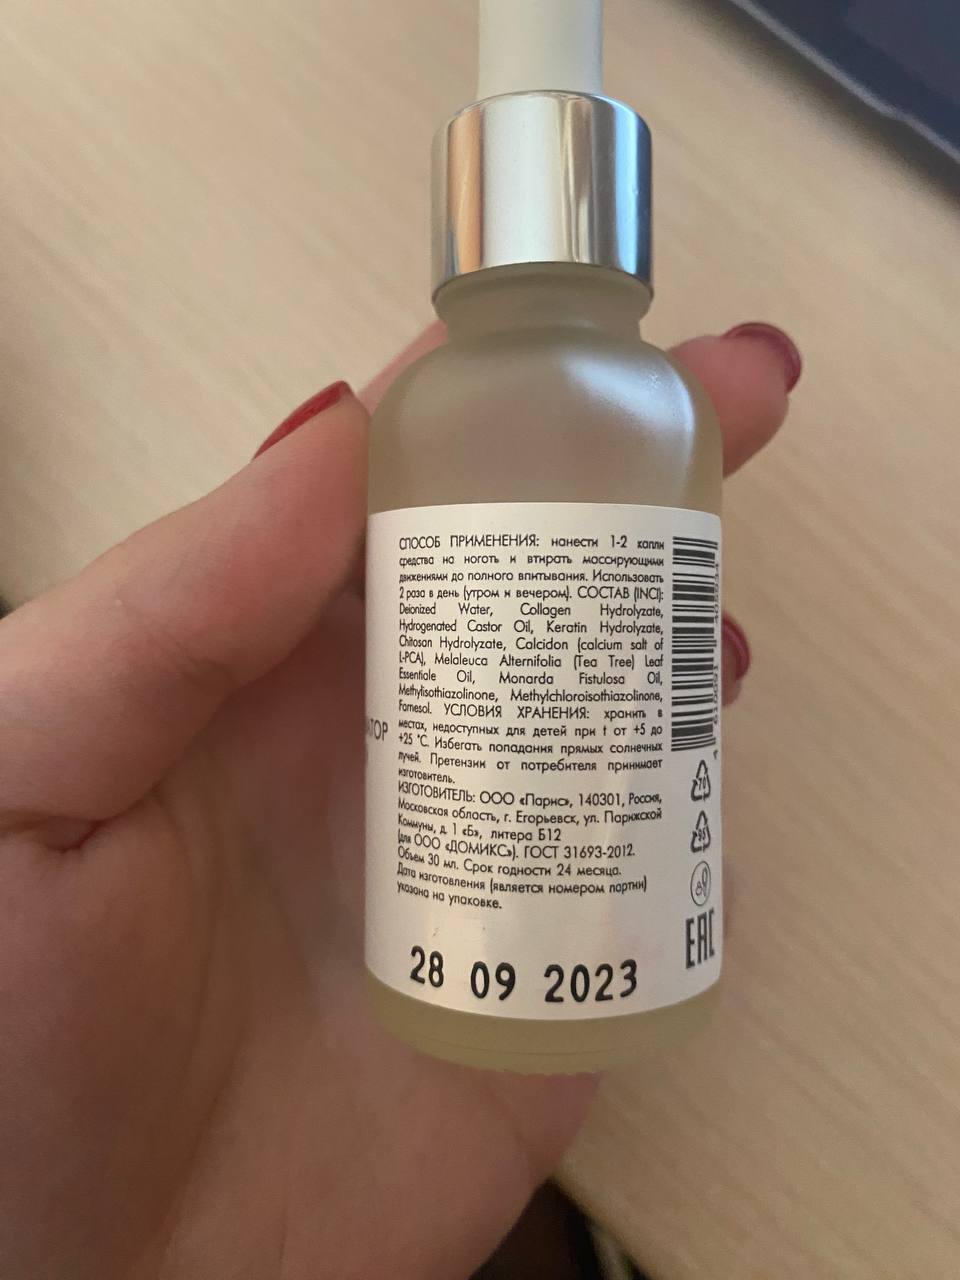 СПОСОБ ПРИМЕНЕНИЯ: нанести 1-2 капли
средства на ноготь и втирать массирующими
движениями до полного впитывания. Использовать
2 раза в день (утром и вечером). СОСТАВ (INCI):
Deionized Water, Collagen Hydrolyzate,
Hydrogenated Castor Oil, Keratin Hydrolyzate,
Chitosan Hydrolyzate, Calcidon (calcium salt of
L-PCA), Melaleuca Alternifolia (Tea Tree) Leaf
Essentiale Oil, Monarda Fistulosa Oil,
Methylisothiazolinone, Methylchloroisothiazolinone,
Farnesol. УСЛОВИЯ ХРАНЕНИЯ: хранить в
местах, недоступных для детей при t от +5 до
+25 °C. Избегать попадания прямых солнечных
лучей. Претензии от потребителя принимает
изготовитель.
ИЗГОТОВИТЕЛЬ: ООО «Парис», 140301, Россия,
Московская область, г. Егорьевск, ул. Парижской
Коммуны, д. 1 «Б», литера Б12
(для ООО «ДОМИКС»). ГОСТ 31693-2012.
Объем 30 мл. Срок годности 24 месяца.
Дата изготовления (является номером партии)
указана на упаковке.
28 09 2023
70
95
EAC